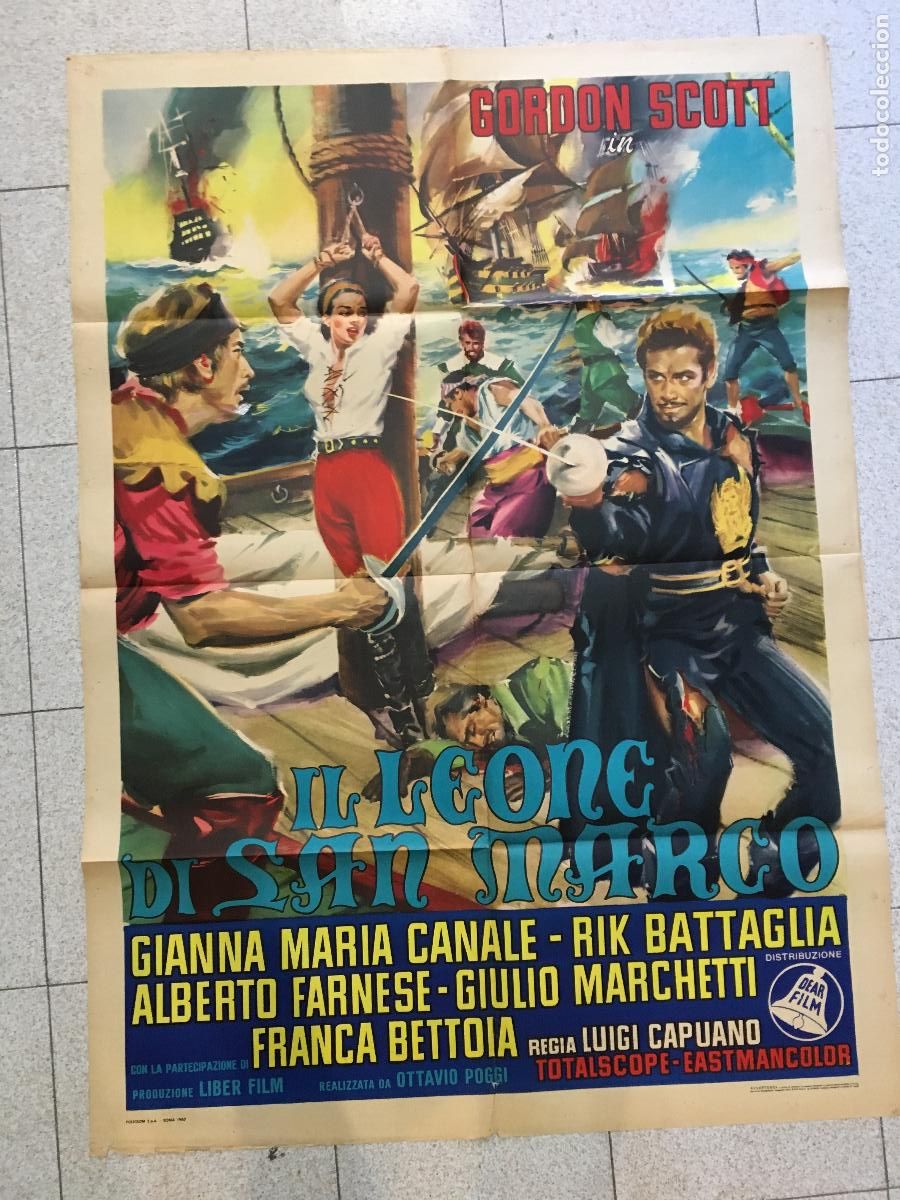 todocoleccion
GORDON SCOTT
in
IL LEONE
DI SAN MARCO
GIANNA MARIA CANALE - RIK BATTAGLIA
ALBERTO FARNESE - GIULIO MARCHETTI
DISTRIBUZIONE
DEAR
FILM
CON LA PARTECIPAZIONE DI FRANCA BETTOIA
REGIA LUIGI CAPUANO
TOTALSCOPE - EASTMANCOLOR
PRODUZIONE LIBER FILM
REALIZZATA DA OTTAVIO POGGI